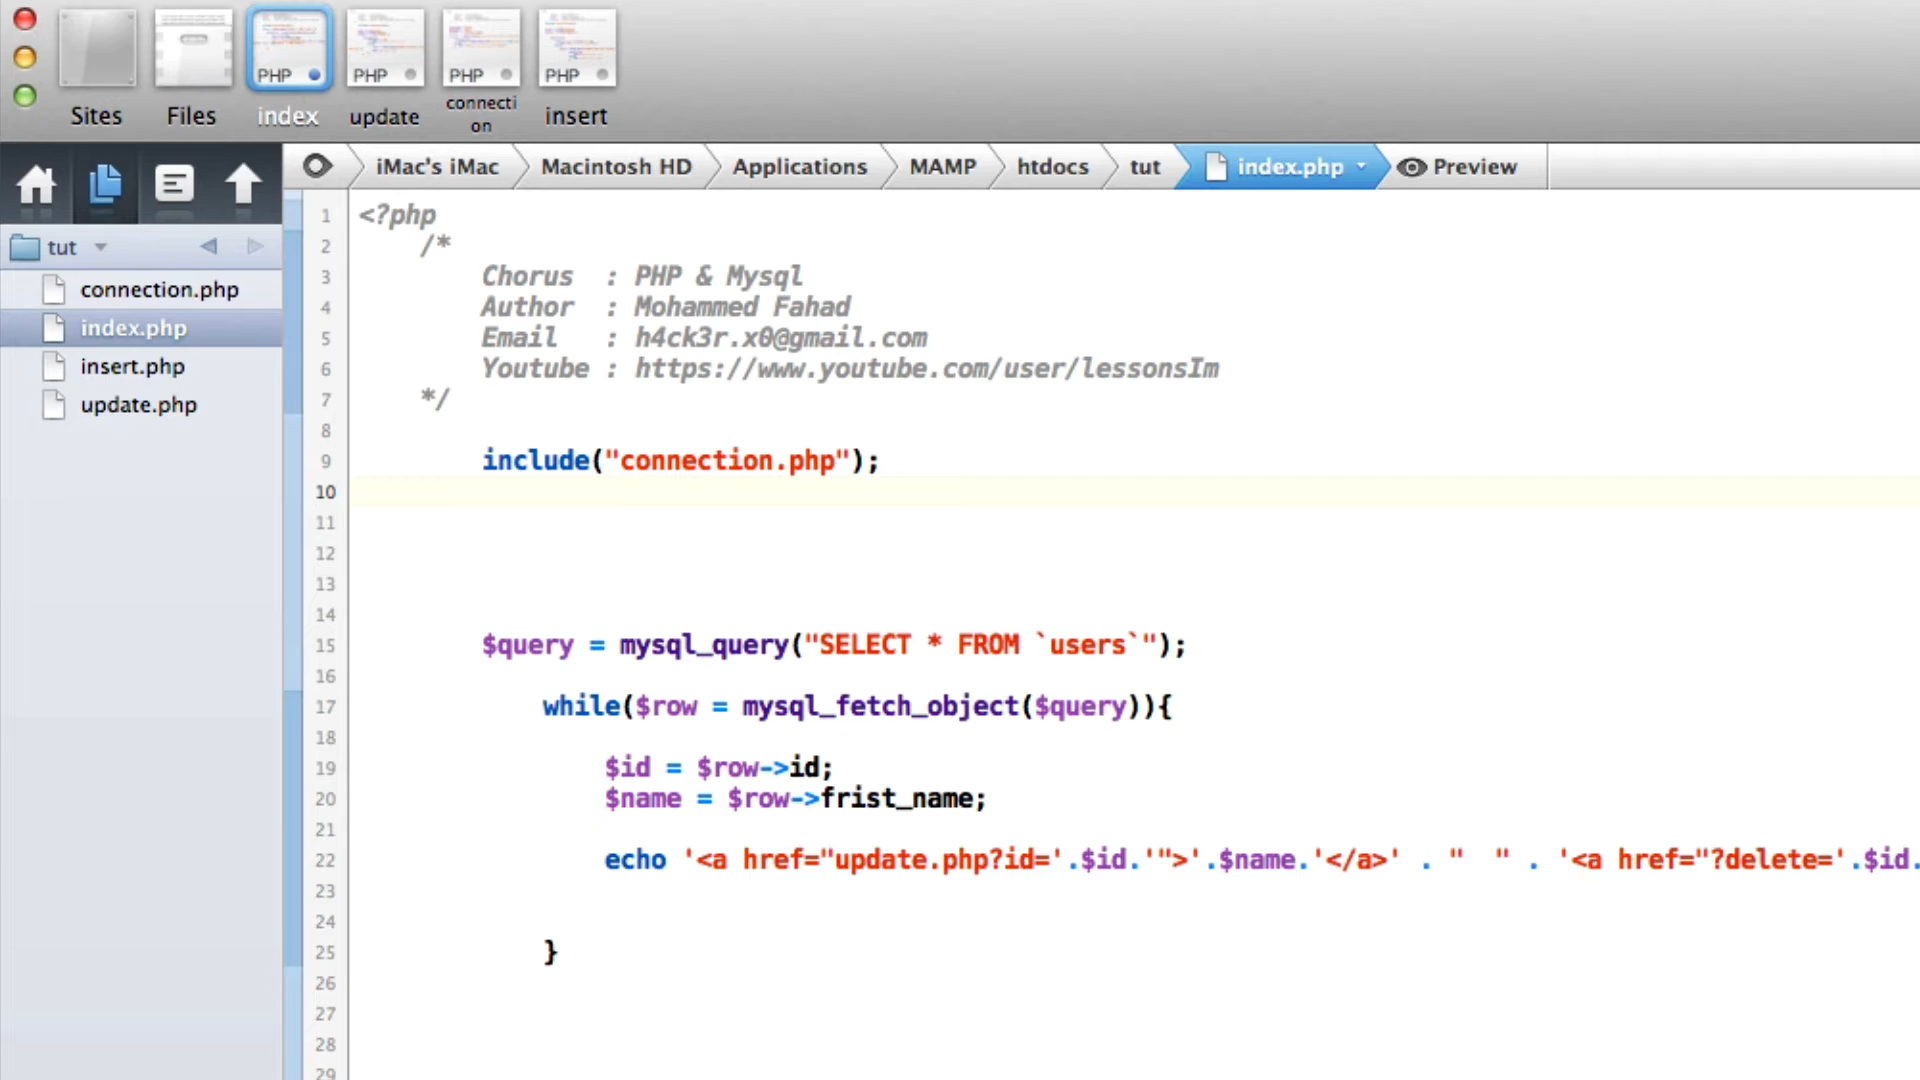 PHP PHP PHP PHP
Sites Files index update connecti
on insert
iMac's iMac Macintosh HD Applications MAMP htdocs tut index.php Preview
tut
connection.php
index.php
insert.php
update.php
1 <?php
2 /*
3 Chorus : PHP & Mysql
4 Author : Mohammed Fahad
5 Email : h4ck3r.x0@gmail.com
6 Youtube : https://www.youtube.com/user/lessonsIm
7 */
8
9 include("connection.php");
10
11
12
13
14
15 $query = mysql_query("SELECT * FROM `users`");
16
17 while($row = mysql_fetch_object($query)){
18
19 $id = $row->id;
20 $name = $row->frist_name;
21
22 echo '<a href="update.php?id='.$id.'">'.$name.'</a>' . "  " . '<a href="?delete='.$id.
23
24
25 }
26
27
28
29